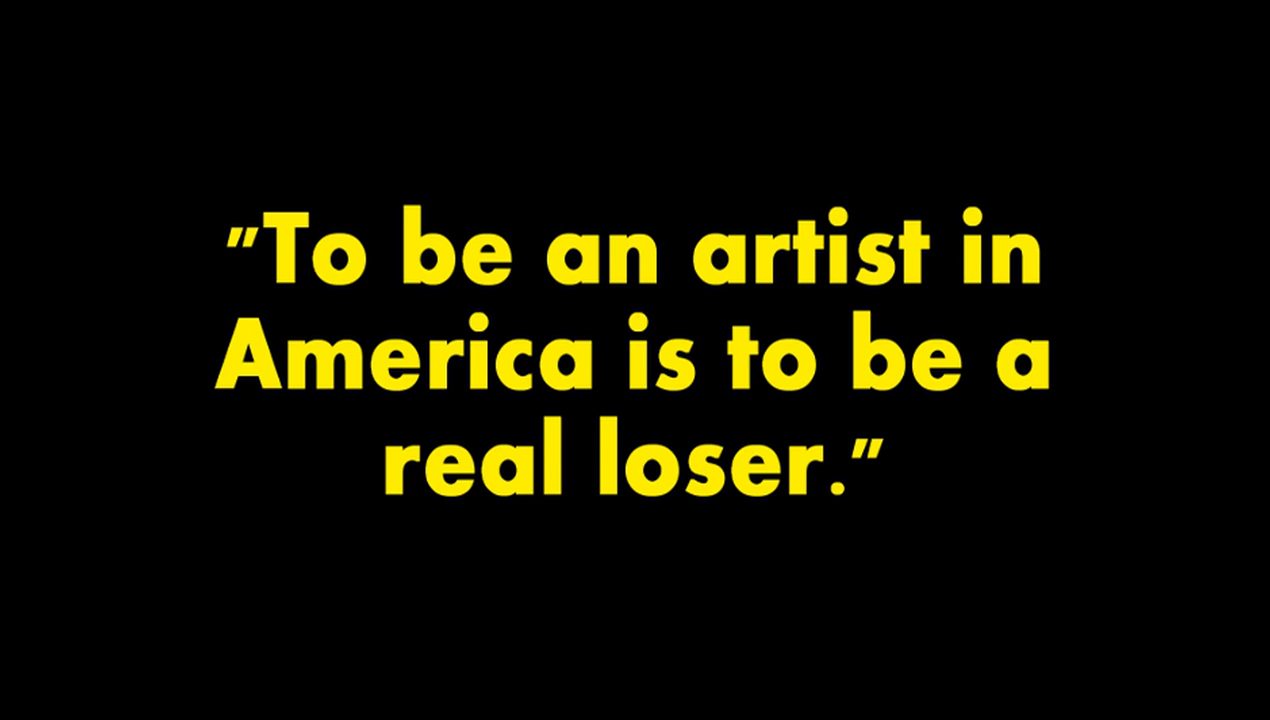 "To be an artist in
America is to be a
real loser."